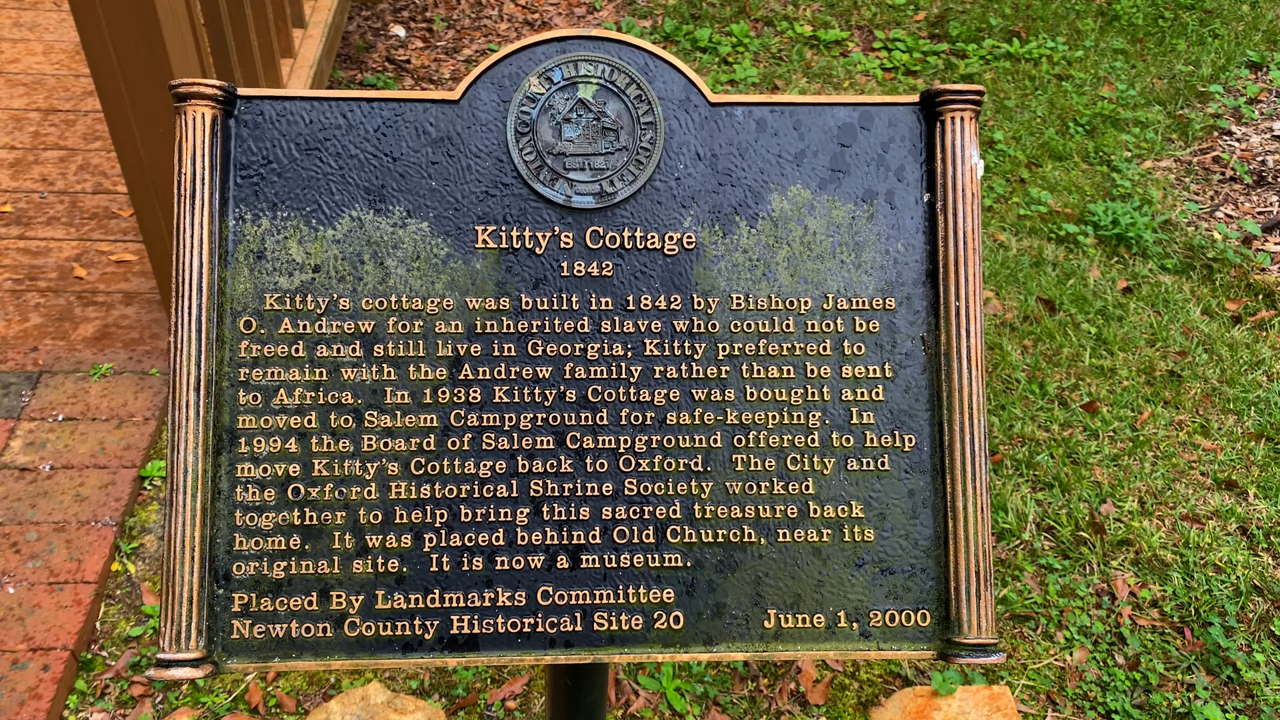 NEWTON COUNTY HISTORICAL SOCIETY
EST 1821
Kitty's Cottage
1842
Kitty's cottage was built in 1842 by Bishop James
O. Andrew for an inherited slave who could not be
freed and still live in Georgia; Kitty preferred to
remain with the Andrew family rather than be sent
to Africa. In 1938 Kitty's Cottage was bought and
moved to Salem Campground for safe-keeping. In
1994 the Board of Salem Campground offered to help
move Kitty's Cottage back to Oxford. The City and
the Oxford Historical Shrine Society worked
together to help bring this sacred treasure back
home. It was placed behind Old Church, near its
original site. It is now a museum.
Placed By Landmarks Committee
Newton County Historical Site 20 June 1, 2000